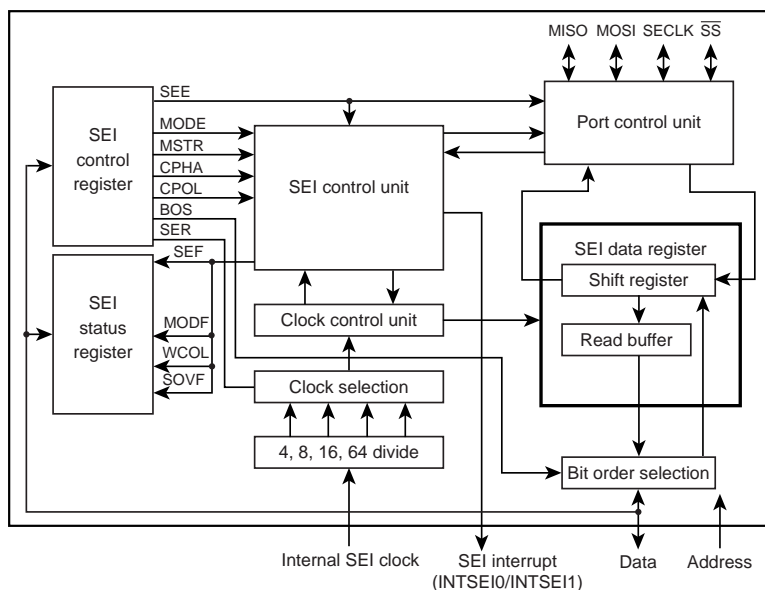 MISO MOSI SECLK SS
SEE
SEI
control
register
MODE
MSTR
CPHA
CPOL
BOS
SER
SEF
SEI control unit
Port control unit
SEI
status
register
MODF
WCOL
SOVF
Clock control unit
Clock selection
4, 8, 16, 64 divide
SEI data register
Shift register
Read buffer
Bit order selection
Internal SEI clock
SEI interrupt
(INTSEI0/INTSEI1)
Data
Address